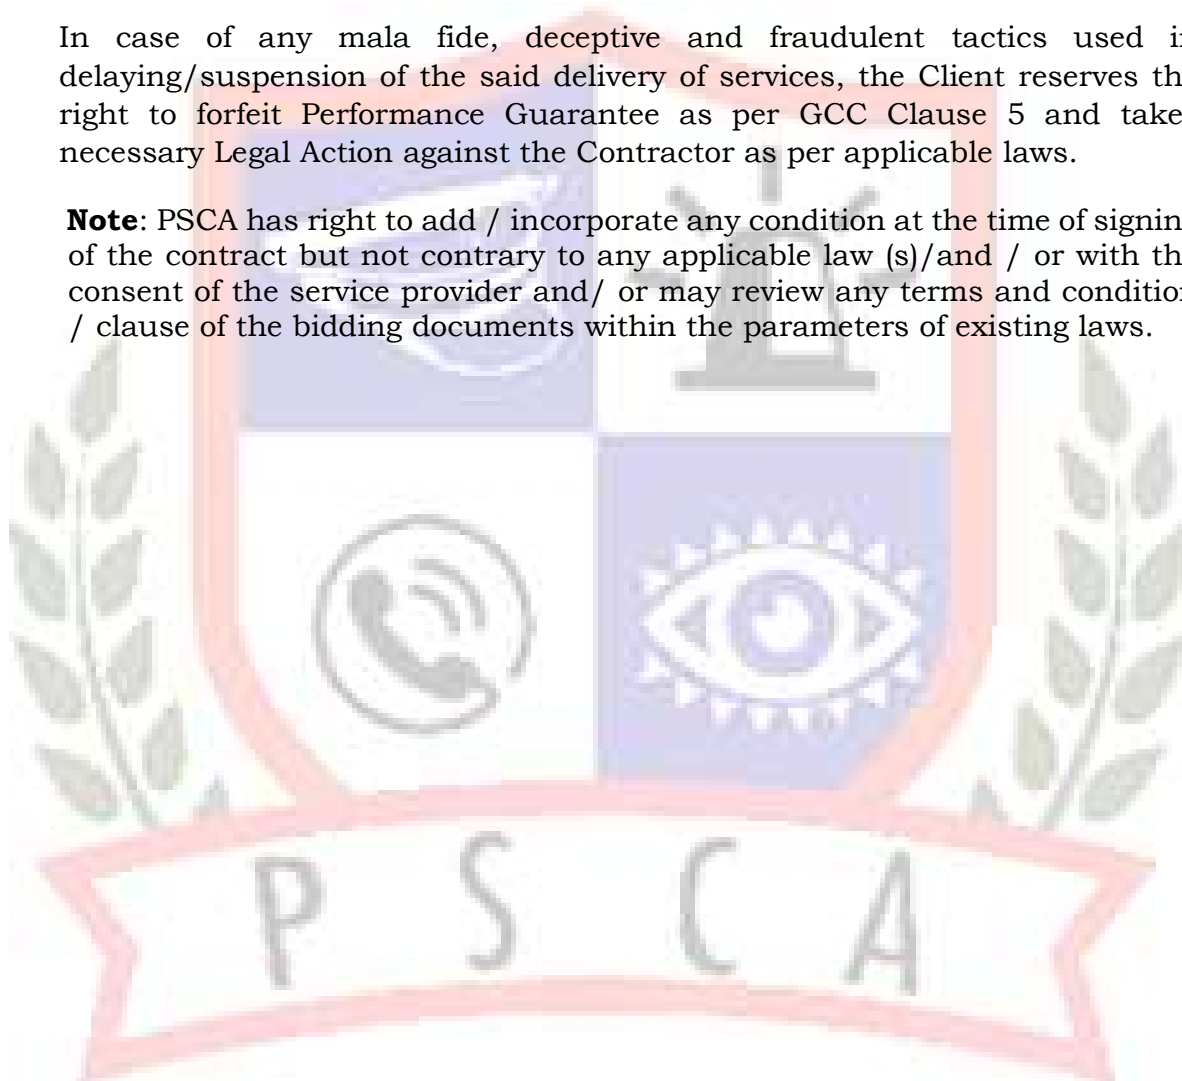 In case of any mala fide, deceptive and fraudulent tactics used i
delaying/suspension of the said delivery of services, the Client reserves th
right to forfeit Performance Guarantee as per GCC Clause 5 and take
necessary Legal Action against the Contractor as per applicable laws.
Note: PSCA has right to add / incorporate any condition at the time of signin
of the contract but not contrary to any applicable law (s)/and / or with th
consent of the service provider and/ or may review any terms and condition
/ clause of the bidding documents within the parameters of existing laws.
P S C A